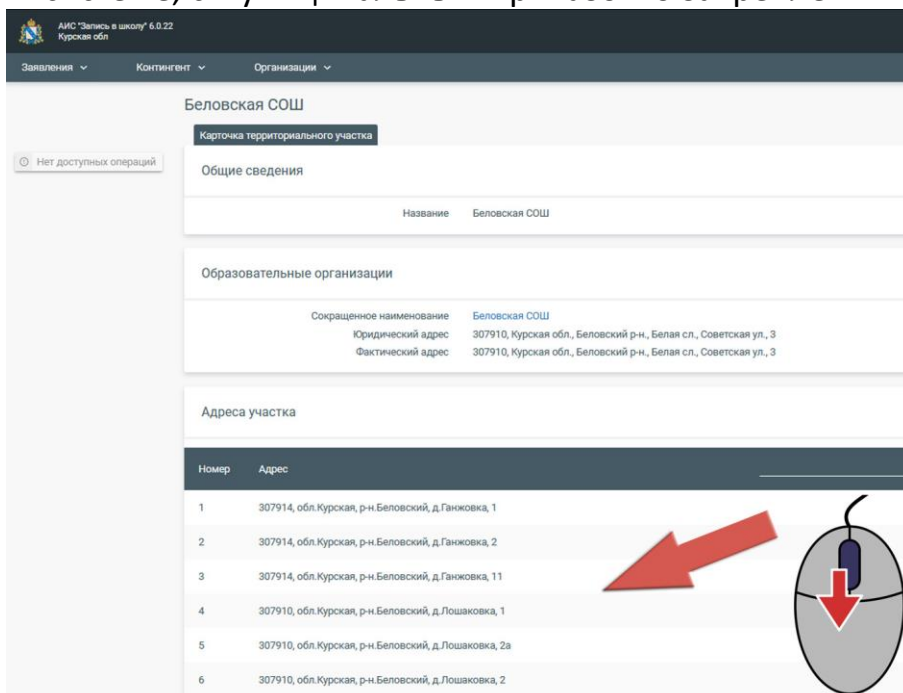 АИС "Запись в школу" 6.0.22
Курская обл
Заявления Контингент Организации
Беловская СОШ
Карточка территориального участка
Нет доступных операций
Общие сведения
Название Беловская СОШ
Образовательные организации
Сокращенное наименование Беловская СОШ
Юридический адрес 307910, Курская обл., Беловский р-н., Белая сл., Советская ул., 3
Фактический адрес 307910, Курская обл., Беловский р-н., Белая сл., Советская ул., 3
Адреса участка
Номер Адрес
1 307914, обл.Курская, р-н.Беловский, д.Ганжовка, 1
2 307914, обл.Курская, р-н.Беловский, д.Ганжовка, 2
3 307914, обл.Курская, р-н.Беловский, д.Ганжовка, 11
4 307910, обл.Курская, р-н.Беловский, д.Лошаковка, 1
5 307910, обл.Курская, р-н.Беловский, д.Лошаковка, 2а
6 307910, обл.Курская, р-н.Беловский, д.Лошаковка, 2